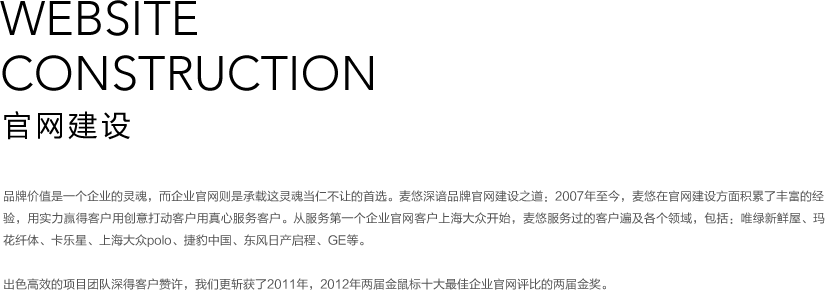 WEBSITE
CONSTRUCTION
官网建设
品牌价值是一个企业的灵魂，而企业官网则是承载这灵魂当仁不让的首选。麦悠深谙品牌官网建设之道；2007年至今，麦悠在官网建设方面积累了丰富的经
验，用实力赢得客户用创意打动客户用真心服务客户。从服务第一个企业官网客户上海大众开始，麦悠服务过的客户遍及各个领域，包括：唯绿新鲜屋、玛
花纤体、卡乐星、上海大众polo、捷豹中国、东风日产启程、GE等。
出色高效的项目团队深得客户赞许，我们更斩获了2011年，2012年两届金鼠标十大最佳企业官网评比的两届金奖。